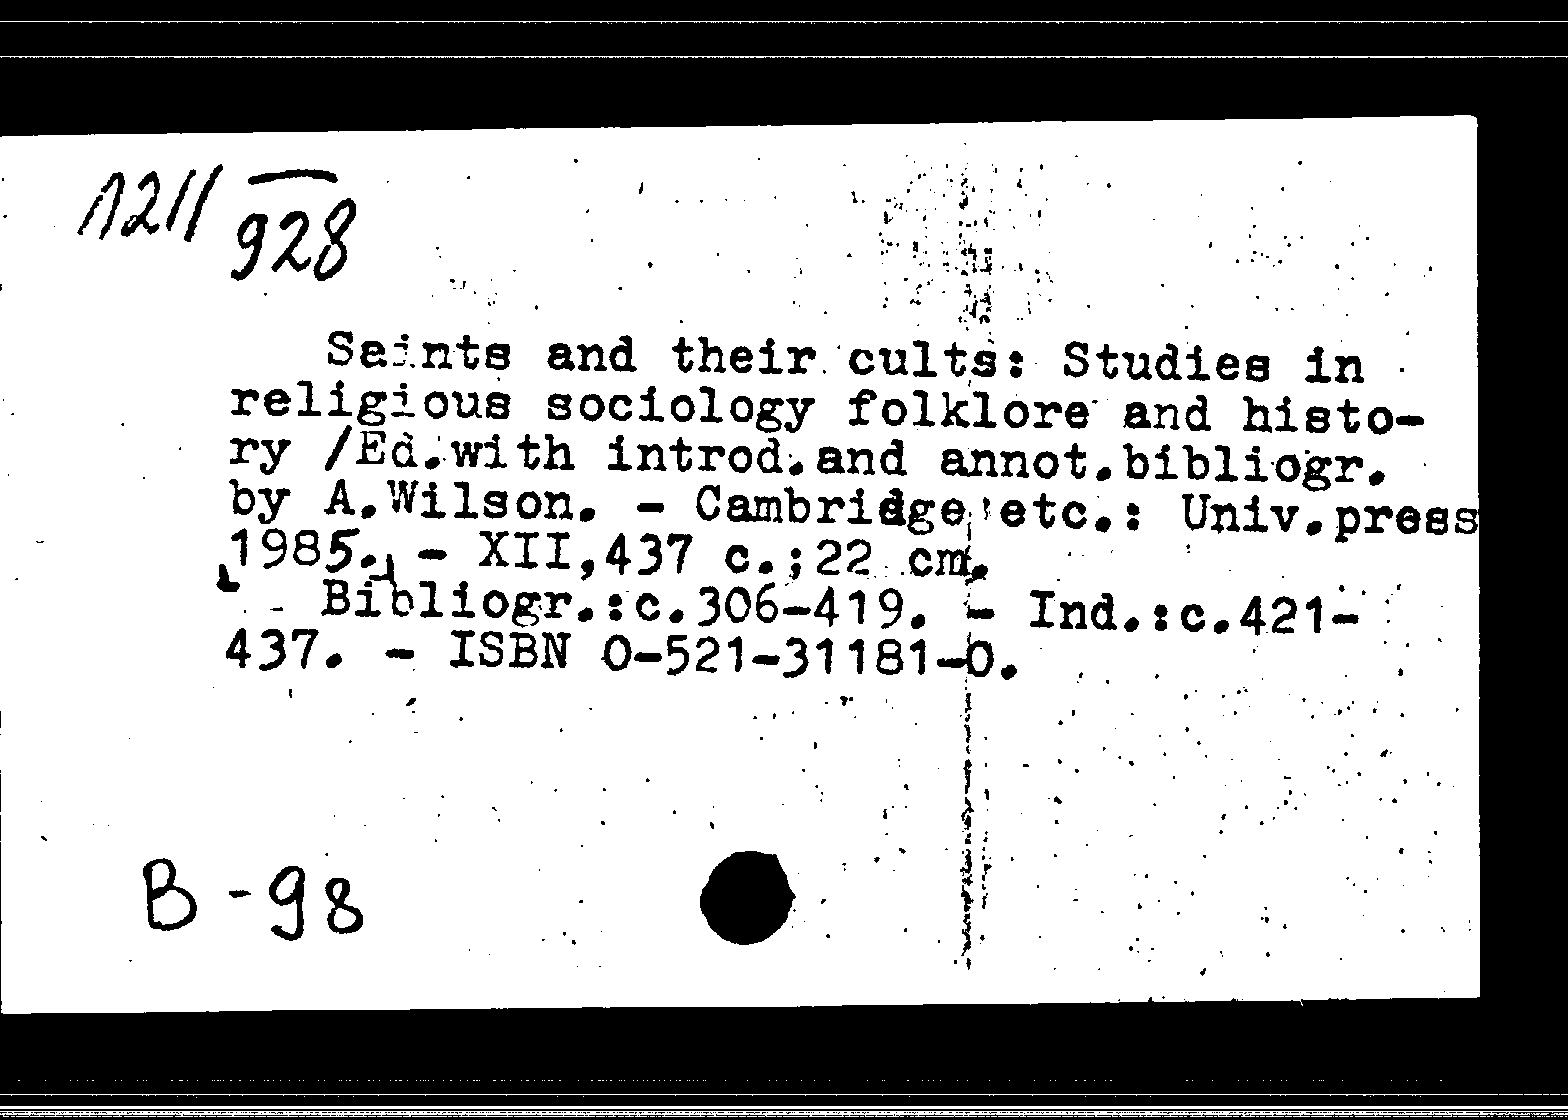 1211 928
Saints and their cults: Studies in
religious sociology folklore and histo-
ry /Ed.with introd.and annot.bibliogr.
by A.Wilson. - Cambridge etc.: Univ.press
1985. - XII,437 c.;22 cm.
Bibliogr.:c.306-419. - Ind.:c.421-
437. - ISBN 0-521-31181-0.
B - 98